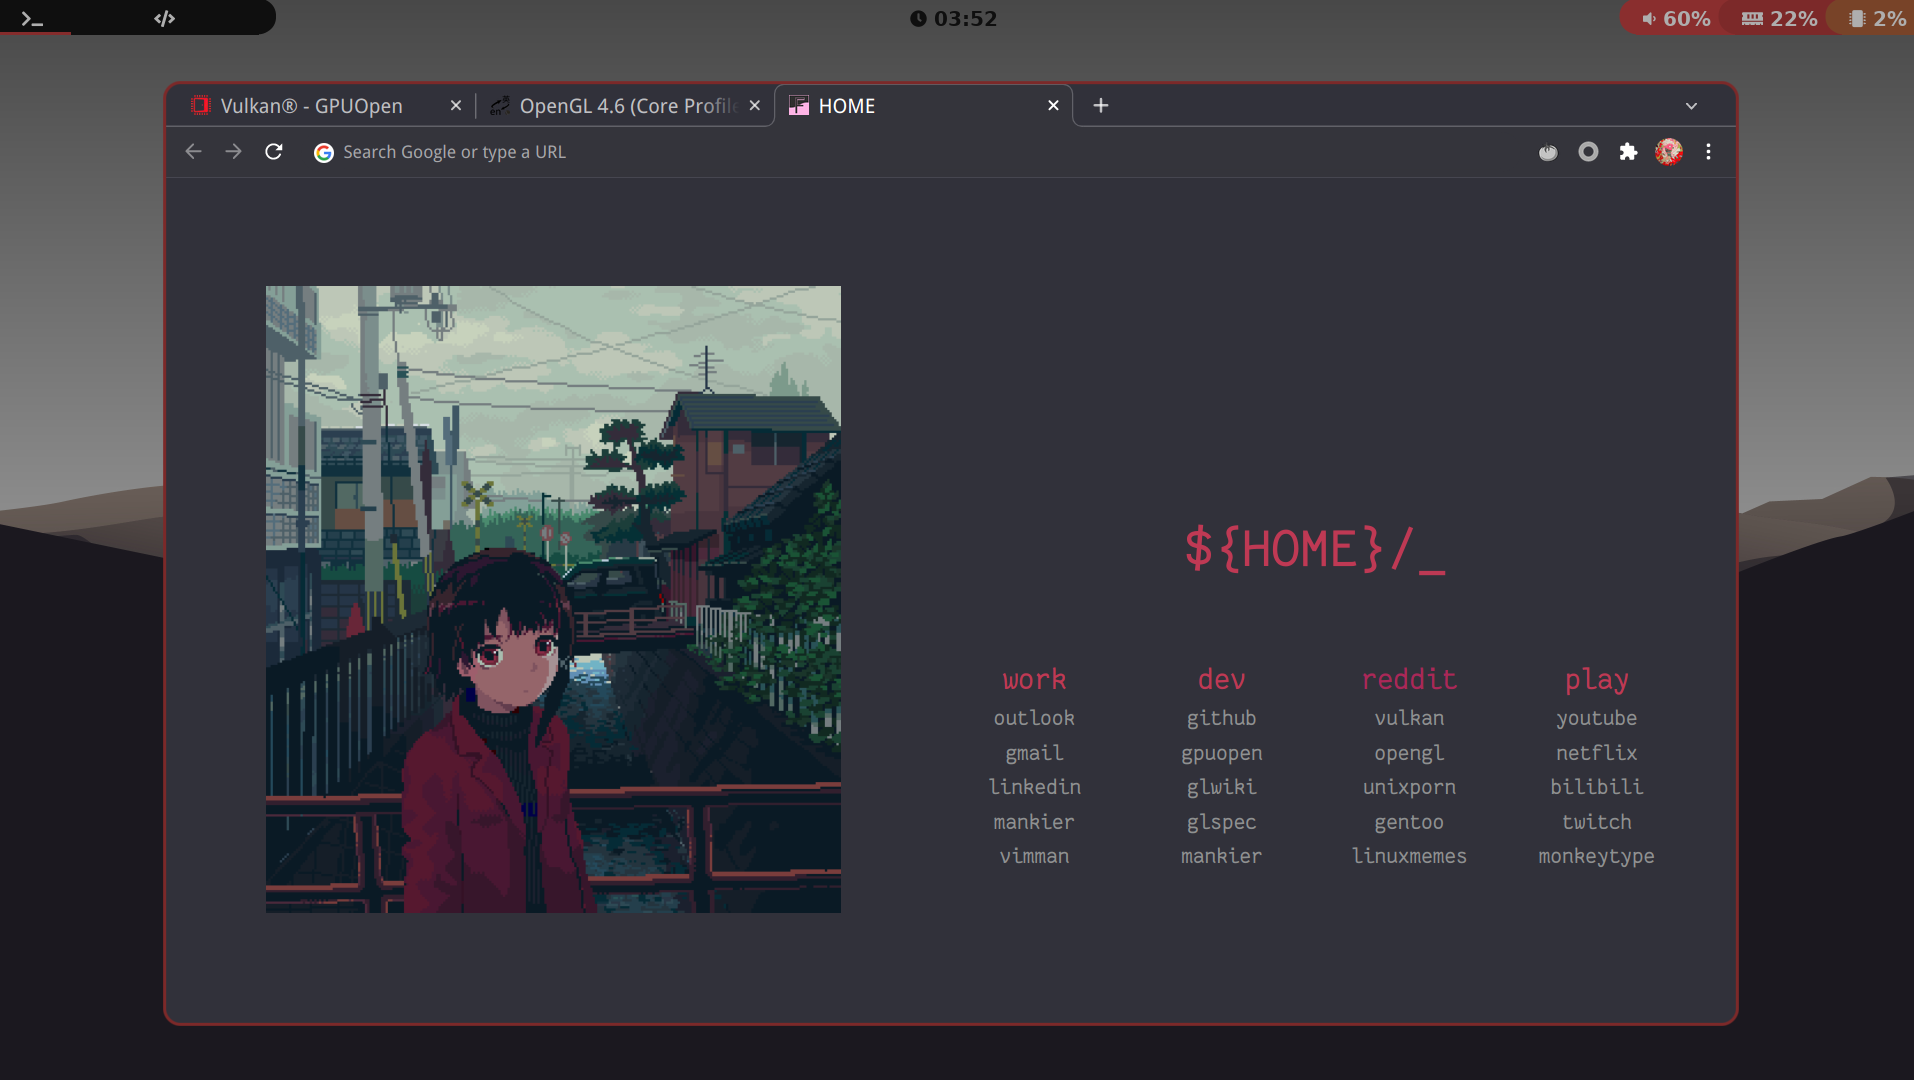 03:52
60% 22% 2%
Vulkan® - GPUOpen
OpenGL 4.6 (Core Profile
HOME
Search Google or type a URL
${HOME}/_
work dev reddit play
outlook github vulkan youtube
gmail gpuopen opengl netflix
linkedin glwiki unixporn bilibili
mankier glspec gentoo twitch
vimman mankier linuxmemes monkeytype